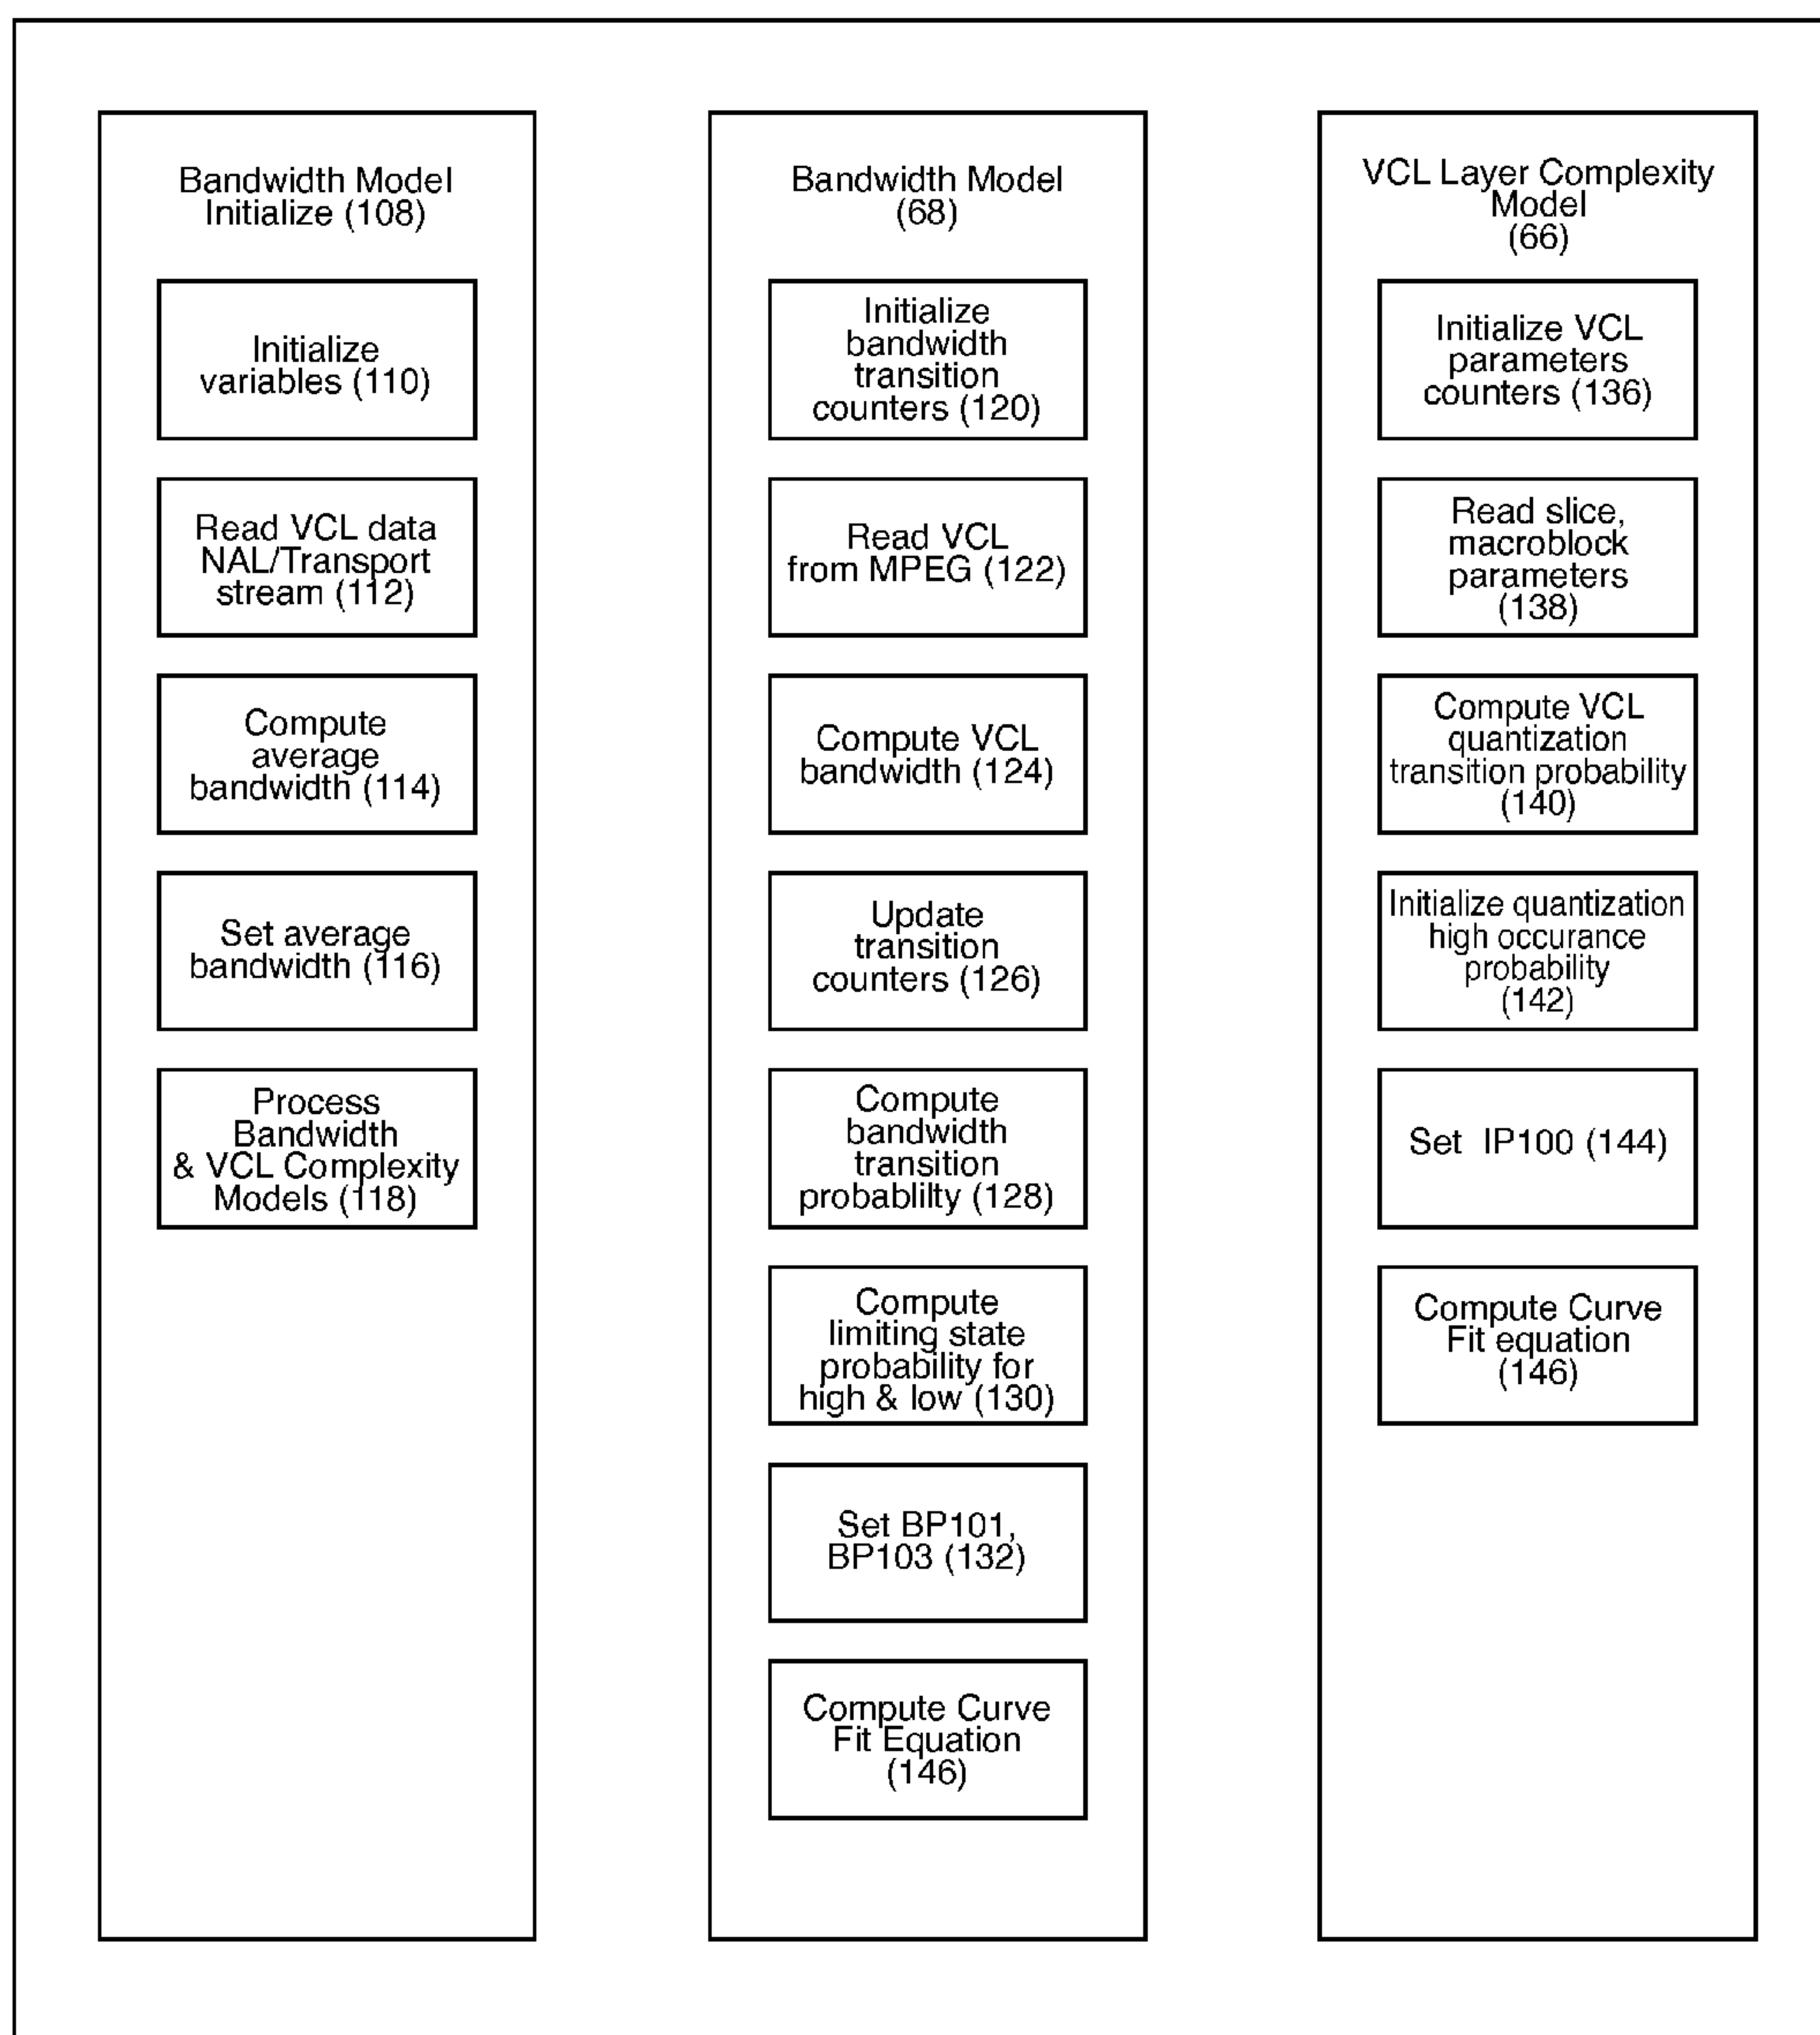 Bandwidth Model
Initialize (108)
Initialize
variables (110)
Read VCL data
NAL/Transport
stream (112)
Compute
average
bandwidth (114)
Set average
bandwidth (116)
Process
Bandwidth
& VCL Complexity
Models (118)
Bandwidth Model
(68)
Initialize
bandwidth
transition
counters (120)
Read VCL
from MPEG (122)
Compute VCL
bandwidth (124)
Update
transition
counters (126)
Compute
bandwidth
transition
probablilty (128)
Compute
limiting state
probability for
high & low (130)
Set BP101,
BP103 (132)
Compute Curve
Fit Equation
(146)
VCL Layer Complexity
Model
(66)
Initialize VCL
parameters
counters (136)
Read slice,
macroblock
parameters
(138)
Compute VCL
quantization
transition probability
(140)
Initialize quantization
high occurance
probability
(142)
Set IP100 (144)
Compute Curve
Fit equation
(146)